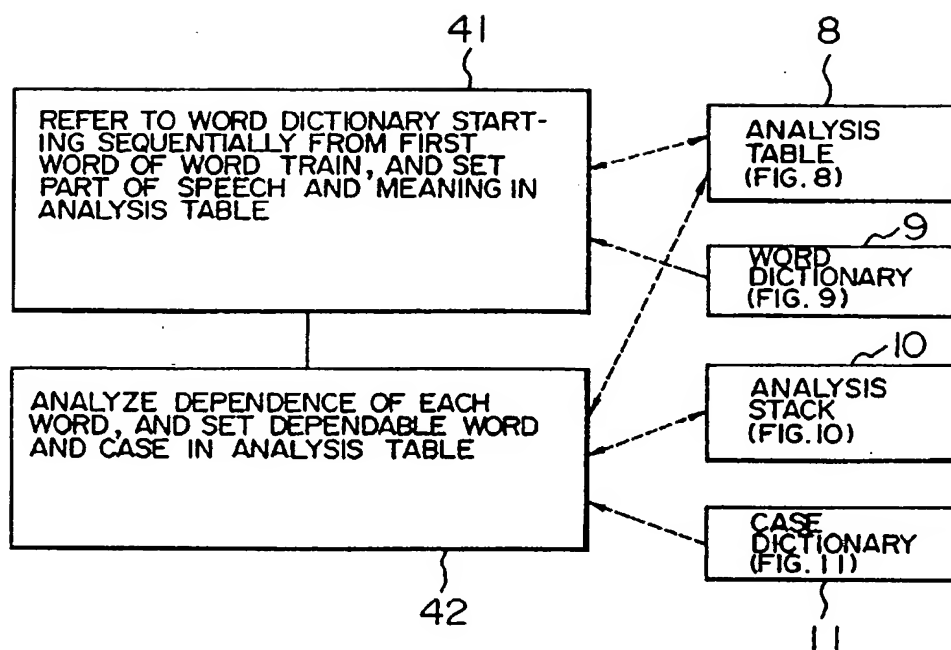 41
REFER TO WORD DICTIONARY START-
ING SEQUENTIALLY FROM FIRST
WORD OF WORD TRAIN, AND SET
PART OF SPEECH AND MEANING IN
ANALYSIS TABLE
8
ANALYSIS
TABLE
(FIG. 8)
9
WORD
DICTIONARY
(FIG. 9)
ANALYZE DEPENDENCE OF EACH
WORD, AND SET DEPENDABLE WORD
AND CASE IN ANALYSIS TABLE
42
10
ANALYSIS
STACK
(FIG. 10)
CASE
DICTIONARY
(FIG. 11)
11